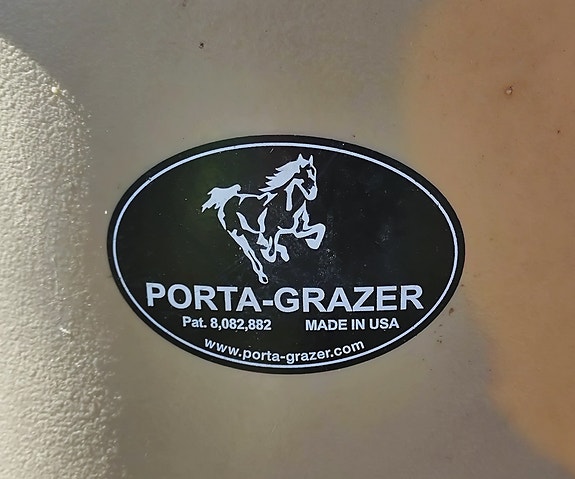 PORTA-GRAZER
Pat. 8,082,882 MADE IN USA
www.porta-grazer.com